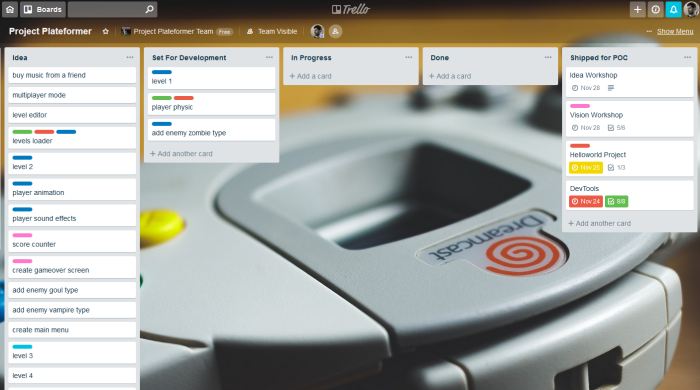 Boards
Trello
Project Plateformer
Project Plateformer Team
Free
Team Visible
Show Menu
Idea
buy music from a friend
multiplayer mode
level editor
levels loader
level 2
player animation
player sound effects
score counter
create gameover screen
add enemy goul type
add enemy vampire type
create main menu
level 3
level 4
Set For Development
level 1
player physic
add enemy zombie type
+ Add another card
In Progress
+ Add a card
Done
+ Add a card
Shipped for POC
Idea Workshop
Nov 28
Vision Workshop
Nov 28 5/6
Helloworld Project
Nov 25 1/3
DevTools
Nov 24 8/8
+ Add another card
Dreamcast